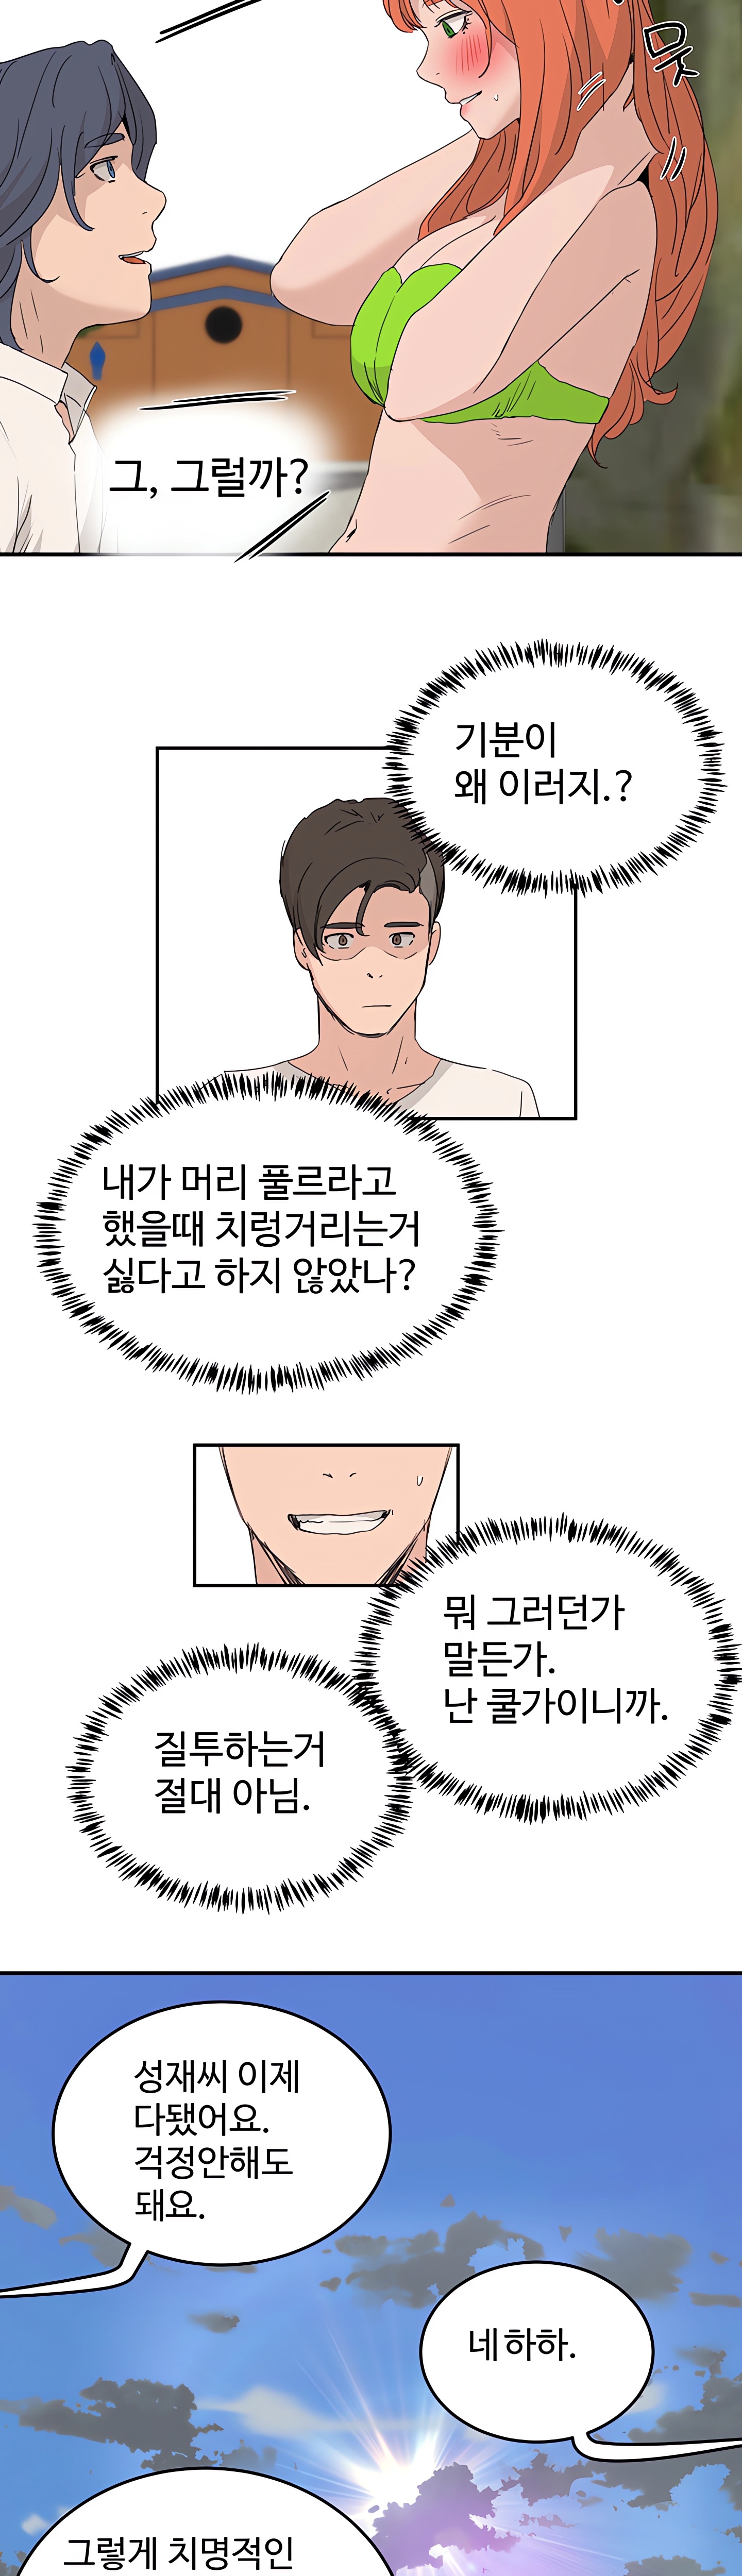 뭇
그, 그럴까?
기분이
왜 이러지.?
내가 머리 풀르라고
했을때 치렁거리는거
싫다고 하지 않았나?
뭐 그러던가
말든가.
난 쿨가이니까.
질투하는거
절대 아님.
성재씨 이제
다됐어요.
걱정안해도
돼요.
네 하하.
그렇게 치명적인